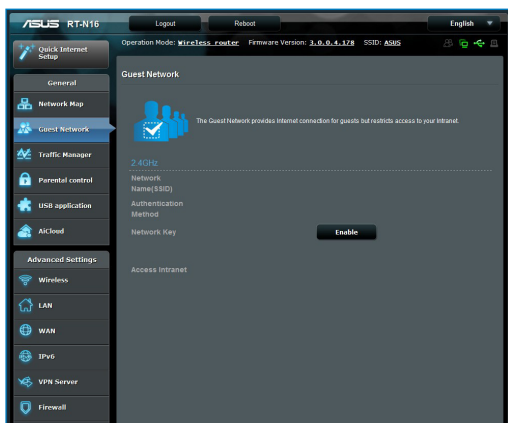 ASUS RT-N16
Logout
Reboot
English
Quick Internet
Setup
General
Network Map
Guest Network
Traffic Manager
Parental control
USB application
AiCloud
Advanced Settings
Wireless
LAN
WAN
IPv6
VPN Server
Firewall
Operation Mode: Wireless router Firmware Version: 3.0.0.4.178 SSID: ASUS
Guest Network
The Guest Network provides Internet connection for guests but restricts access to your Intranet.
2.4GHz
Network
Name(SSID)
Authentication
Method
Network Key
Enable
Access Intranet